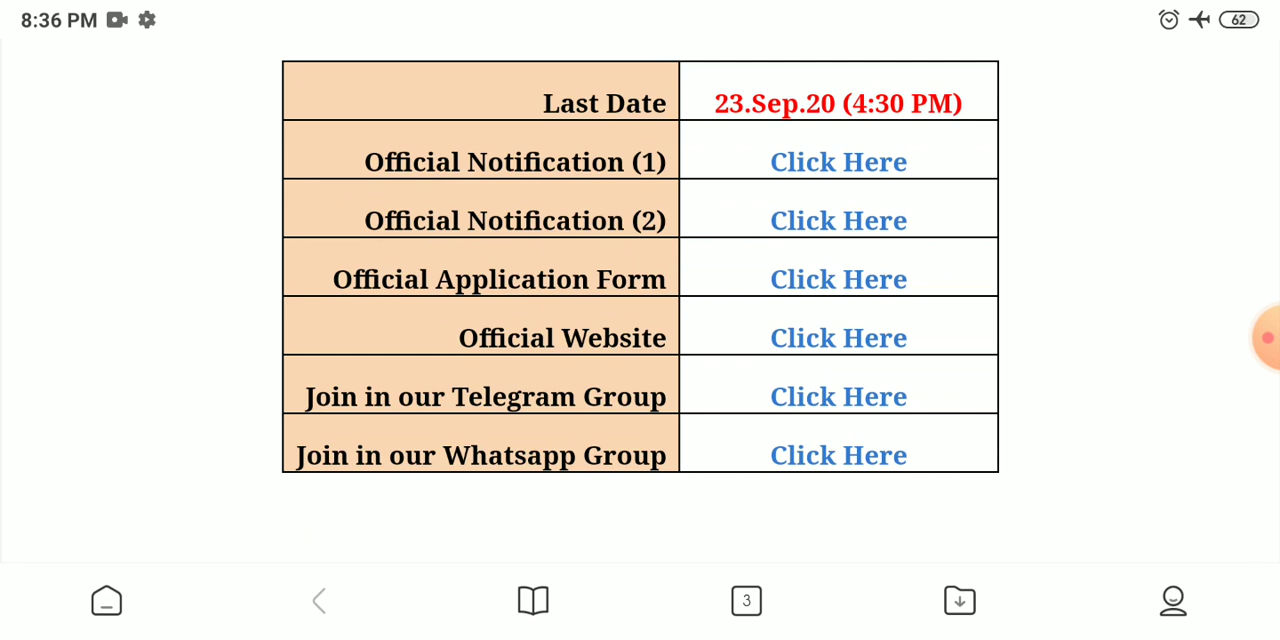 8:36 PM
62
Last Date 23.Sep.20 (4:30 PM)
Official Notification (1) Click Here
Official Notification (2) Click Here
Official Application Form Click Here
Official Website Click Here
Join in our Telegram Group Click Here
Join in our Whatsapp Group Click Here
3